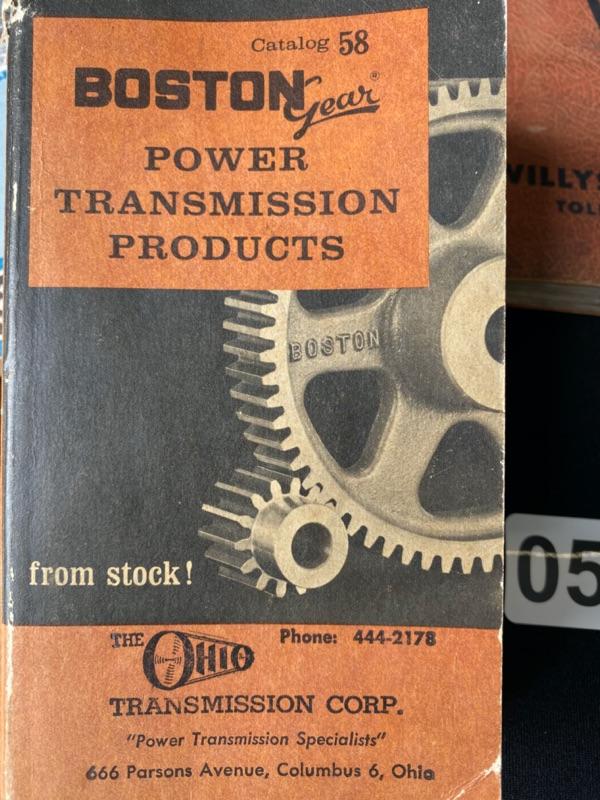 Catalog 58
BOSTON Gear®
POWER
TRANSMISSION
PRODUCTS
BOSTON
from stock!
THE OHIO
Phone: 444-2178
TRANSMISSION CORP.
"Power Transmission Specialists"
666 Parsons Avenue, Columbus 6, Ohio
WILLYS
TOL
05